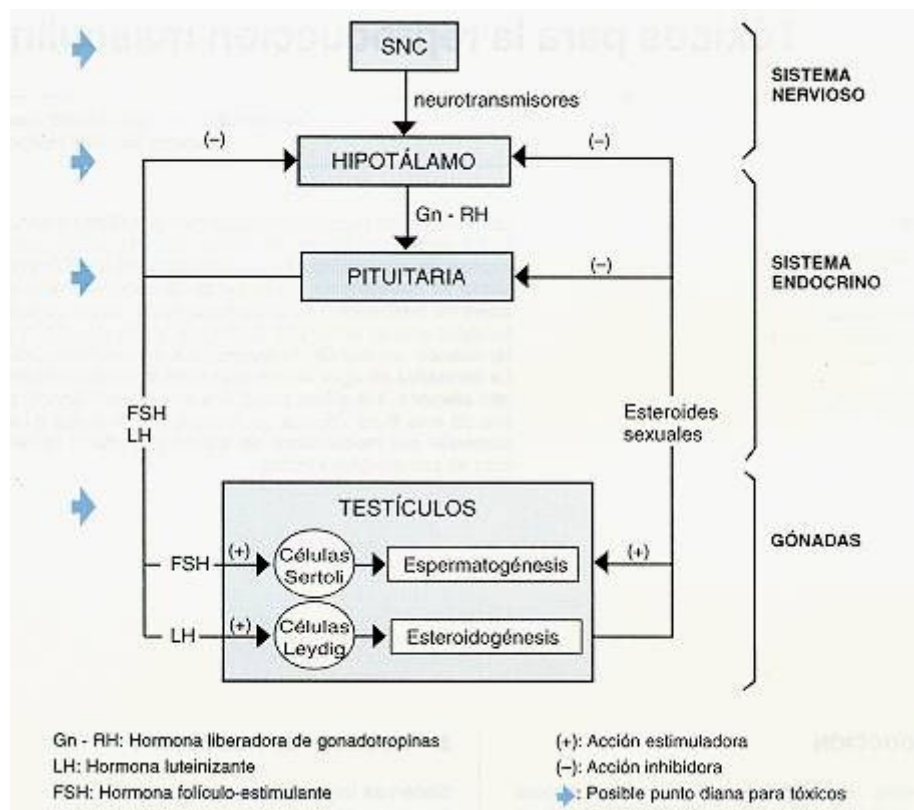 SNC
neurotransmisores
SISTEMA
NERVIOSO
(–)
(–)
HIPOTÁLAMO
Gn - RH
PITUITARIA
(–)
SISTEMA
ENDOCRINO
FSH
LH
Esteroides
sexuales
TESTÍCULOS
GÓNADAS
FSH
(+)
Células
Sertoli
Espermatogénesis
(+)
LH
(+)
Células
Leydig
Esteroidogénesis
Gn - RH: Hormona liberadora de gonadotropinas
LH: Hormona luteinizante
FSH: Hormona folículo-estimulante
(+): Acción estimuladora
(–): Acción inhibidora
: Posible punto diana para tóxicos